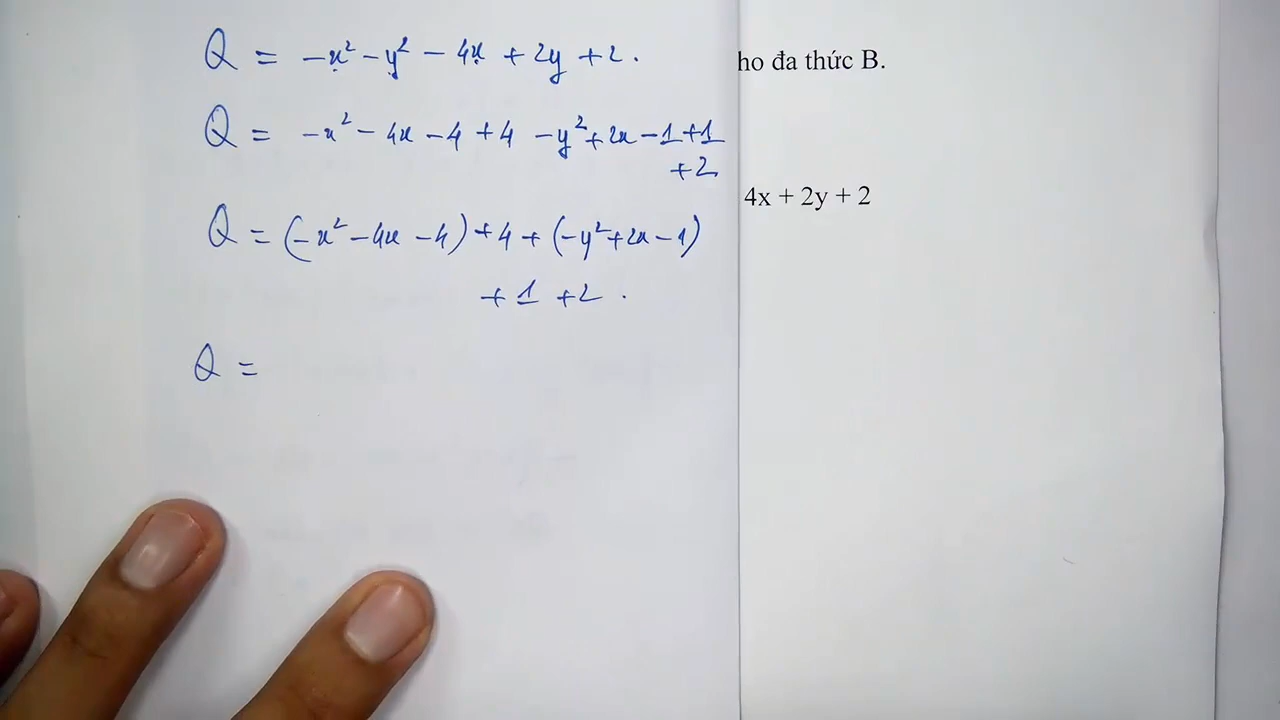 Q = -x² - y² - 4x + 2y + 2.
ho đa thức B.
Q = -x² - 4x - 4 + 4 - y² + 2x - 1 + 1
+ 2
4x + 2y + 2
Q = (-x² - 4x - 4) + 4 + (-y² + 2x - 1)
+ 1 + 2 .
Q =